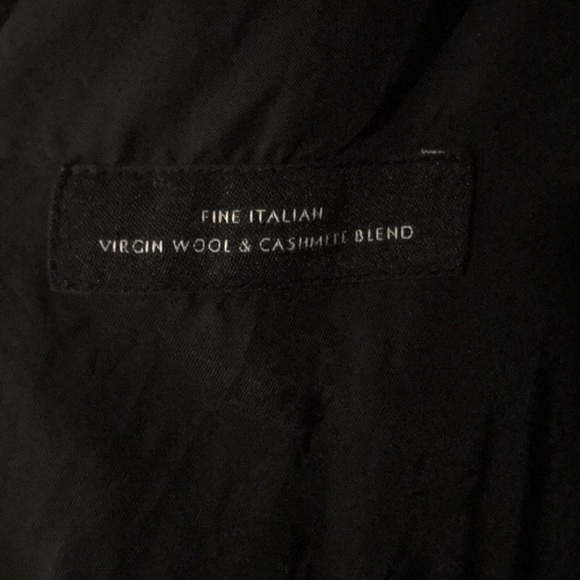 FINE ITALIAN
VIRGIN WOOL & CASHMERE BLEND